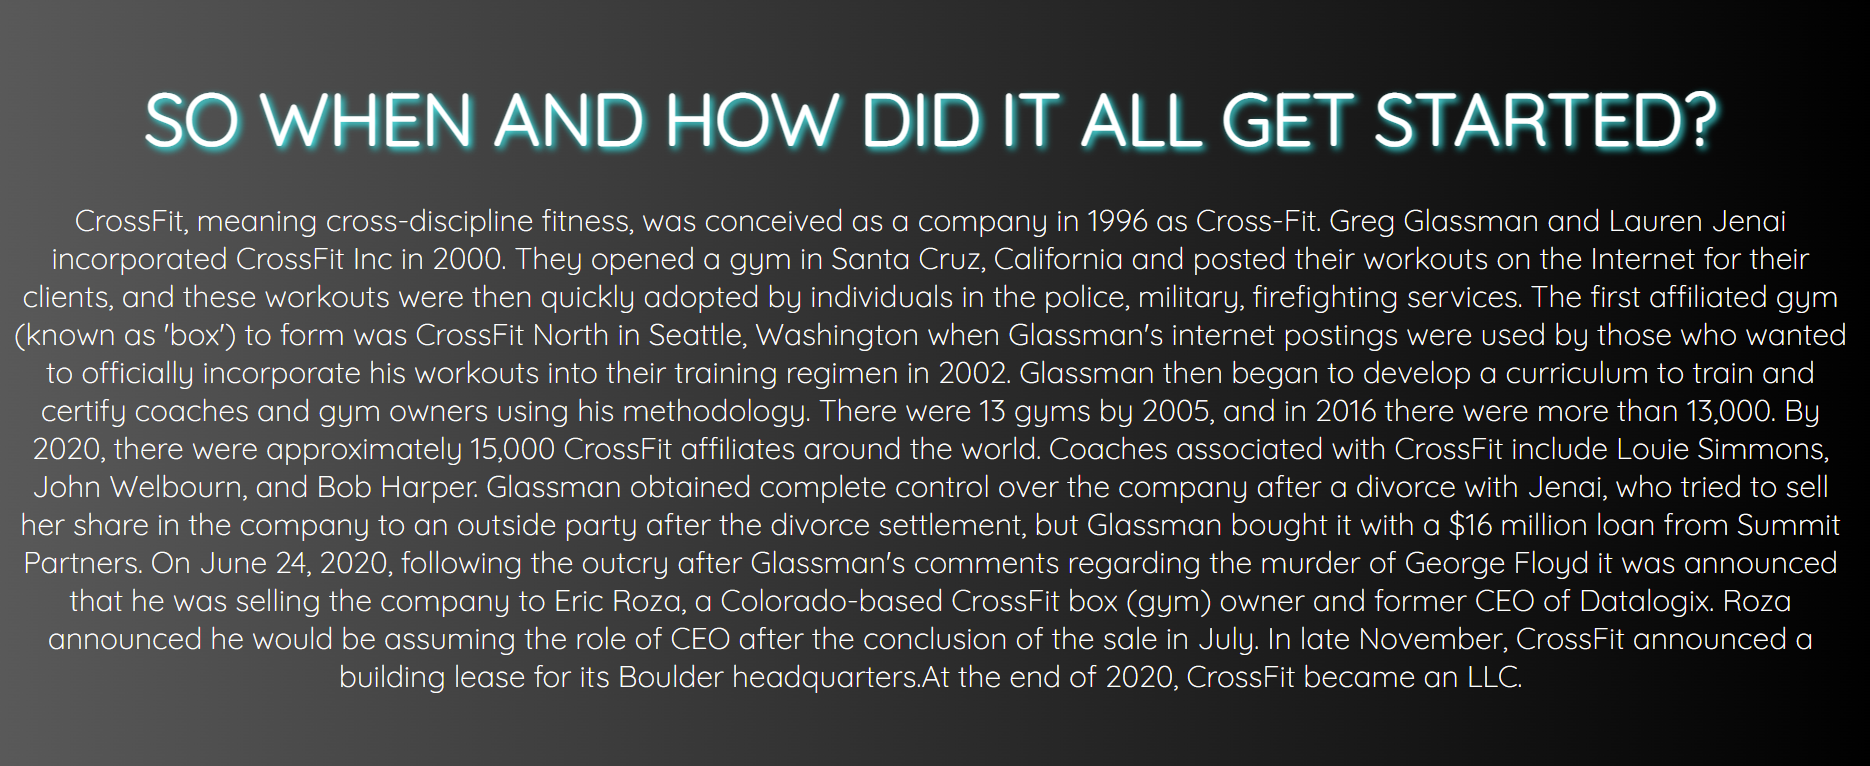 SO WHEN AND HOW DID IT ALL GET STARTED?
CrossFit, meaning cross-discipline fitness, was conceived as a company in 1996 as Cross-Fit. Greg Glassman and Lauren Jenai
incorporated CrossFit Inc in 2000. They opened a gym in Santa Cruz, California and posted their workouts on the Internet for their
clients, and these workouts were then quickly adopted by individuals in the police, military, firefighting services. The first affiliated gym
(known as 'box') to form was CrossFit North in Seattle, Washington when Glassman's internet postings were used by those who wanted
to officially incorporate his workouts into their training regimen in 2002. Glassman then began to develop a curriculum to train and
certify coaches and gym owners using his methodology. There were 13 gyms by 2005, and in 2016 there were more than 13,000. By
2020, there were approximately 15,000 CrossFit affiliates around the world. Coaches associated with CrossFit include Louie Simmons,
John Welbourn, and Bob Harper. Glassman obtained complete control over the company after a divorce with Jenai, who tried to sell
her share in the company to an outside party after the divorce settlement, but Glassman bought it with a $16 million loan from Summit
Partners. On June 24, 2020, following the outcry after Glassman's comments regarding the murder of George Floyd it was announced
that he was selling the company to Eric Roza, a Colorado-based CrossFit box (gym) owner and former CEO of Datalogix. Roza
announced he would be assuming the role of CEO after the conclusion of the sale in July. In late November, CrossFit announced a
building lease for its Boulder headquarters.At the end of 2020, CrossFit became an LLC.